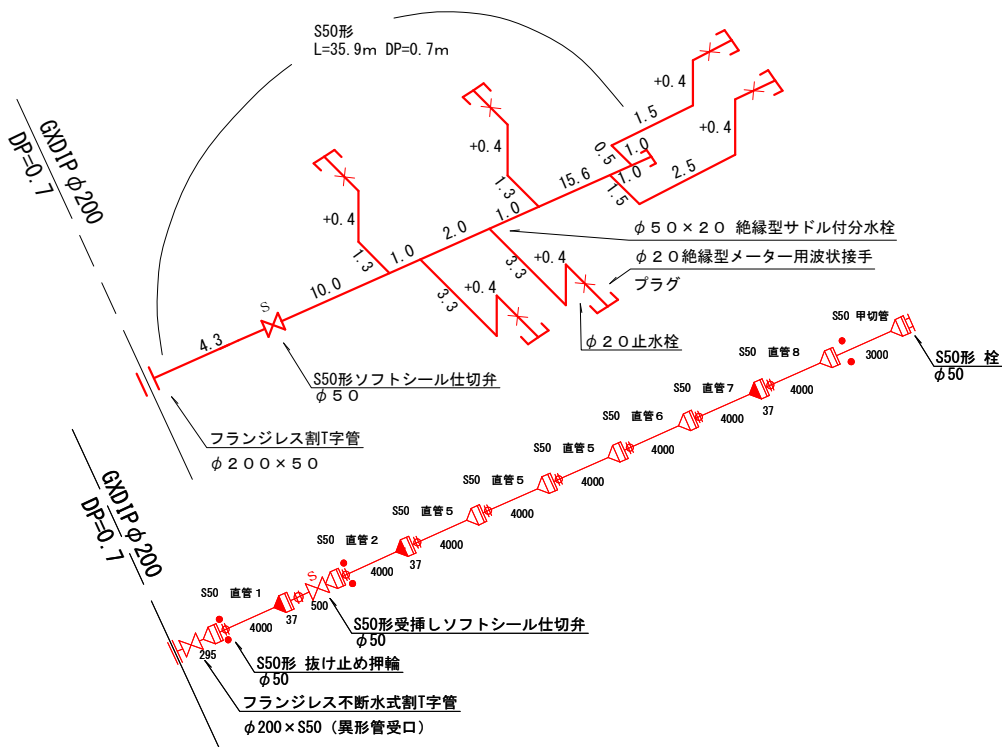 S50形
L=35.9m DP=0.7m
GXDIPφ200
DP=0.7
+0.4
1.5
+0.4
+0.4
0.5
1.0
15.6
1.0
2.5
1.5
+0.4
1.3
1.0
2.0
1.0
1.3
10.0
3.3
+0.4
3.3
+0.4
φ50×20 絶縁型サドル付分水栓
φ20絶縁型メーター用波状接手
プラグ
φ20止水栓
S
4.3
S50形ソフトシール仕切弁
φ50
フランジレス割T字管
φ200×50
GXDIPφ200
DP=0.7
S50 甲切管
3000
S50形 栓
φ50
S50 直管8
4000
S50 直管7
37
4000
S50 直管6
4000
S50 直管5
4000
S50 直管5
4000
S50 直管5
4000
37
S50 直管2
4000
S
500
S50 直管1
37
4000
295
S50形受挿しソフトシール仕切弁
φ50
S50形 抜け止め押輪
φ50
フランジレス不断水式割T字管
φ200×S50（異形管受口）